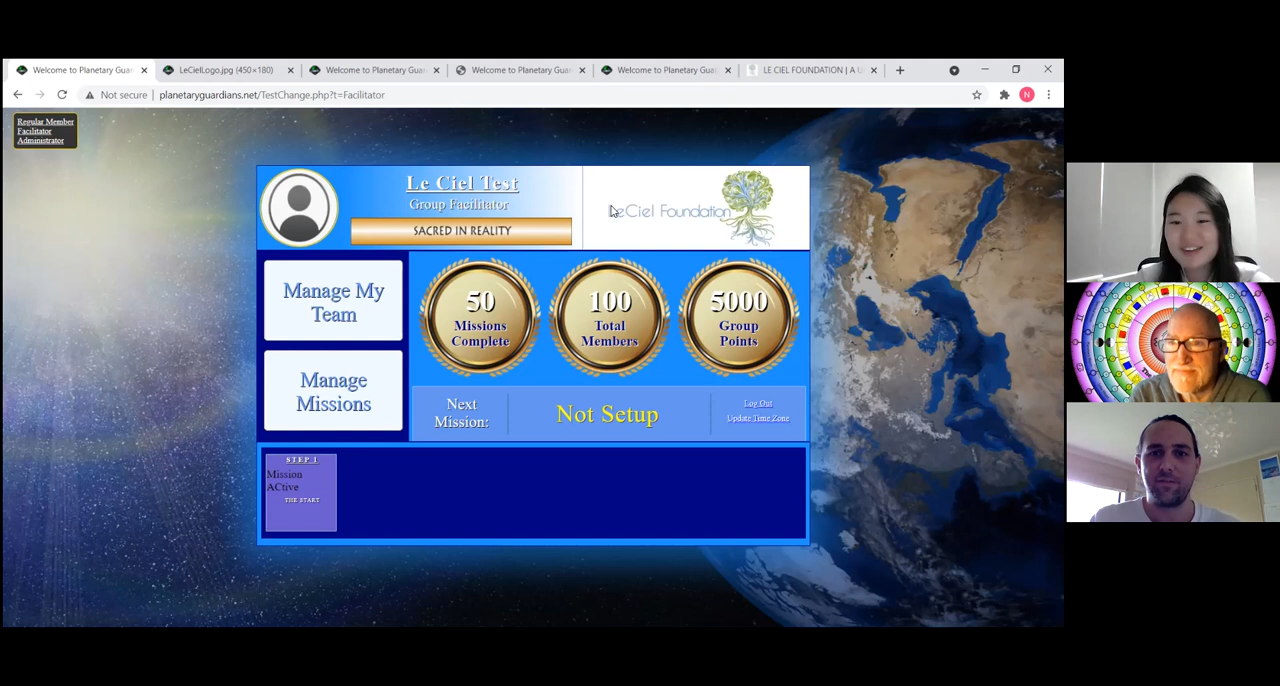 Welcome to Planetary Guar
LeCielLogo.jpg (450×180)
Welcome to Planetary Guar
Welcome to Planetary Gua
Welcome to Planetary Guar
LE CIEL FOUNDATION | A U
Not secure
planetaryguardians.net/TestChange.php?t=Facilitator
N
Regular Member
Facilitator
Administrator
Le Ciel Test
Group Facilitator
SACRED IN REALITY
LeCiel Foundation
Manage My
Team
Manage
Missions
50
Missions
Complete
100
Total
Members
5000
Group
Points
Next
Mission:
Not Setup
Log Out
Update Time Zone
STEP 1
Mission
ACtive
THE START